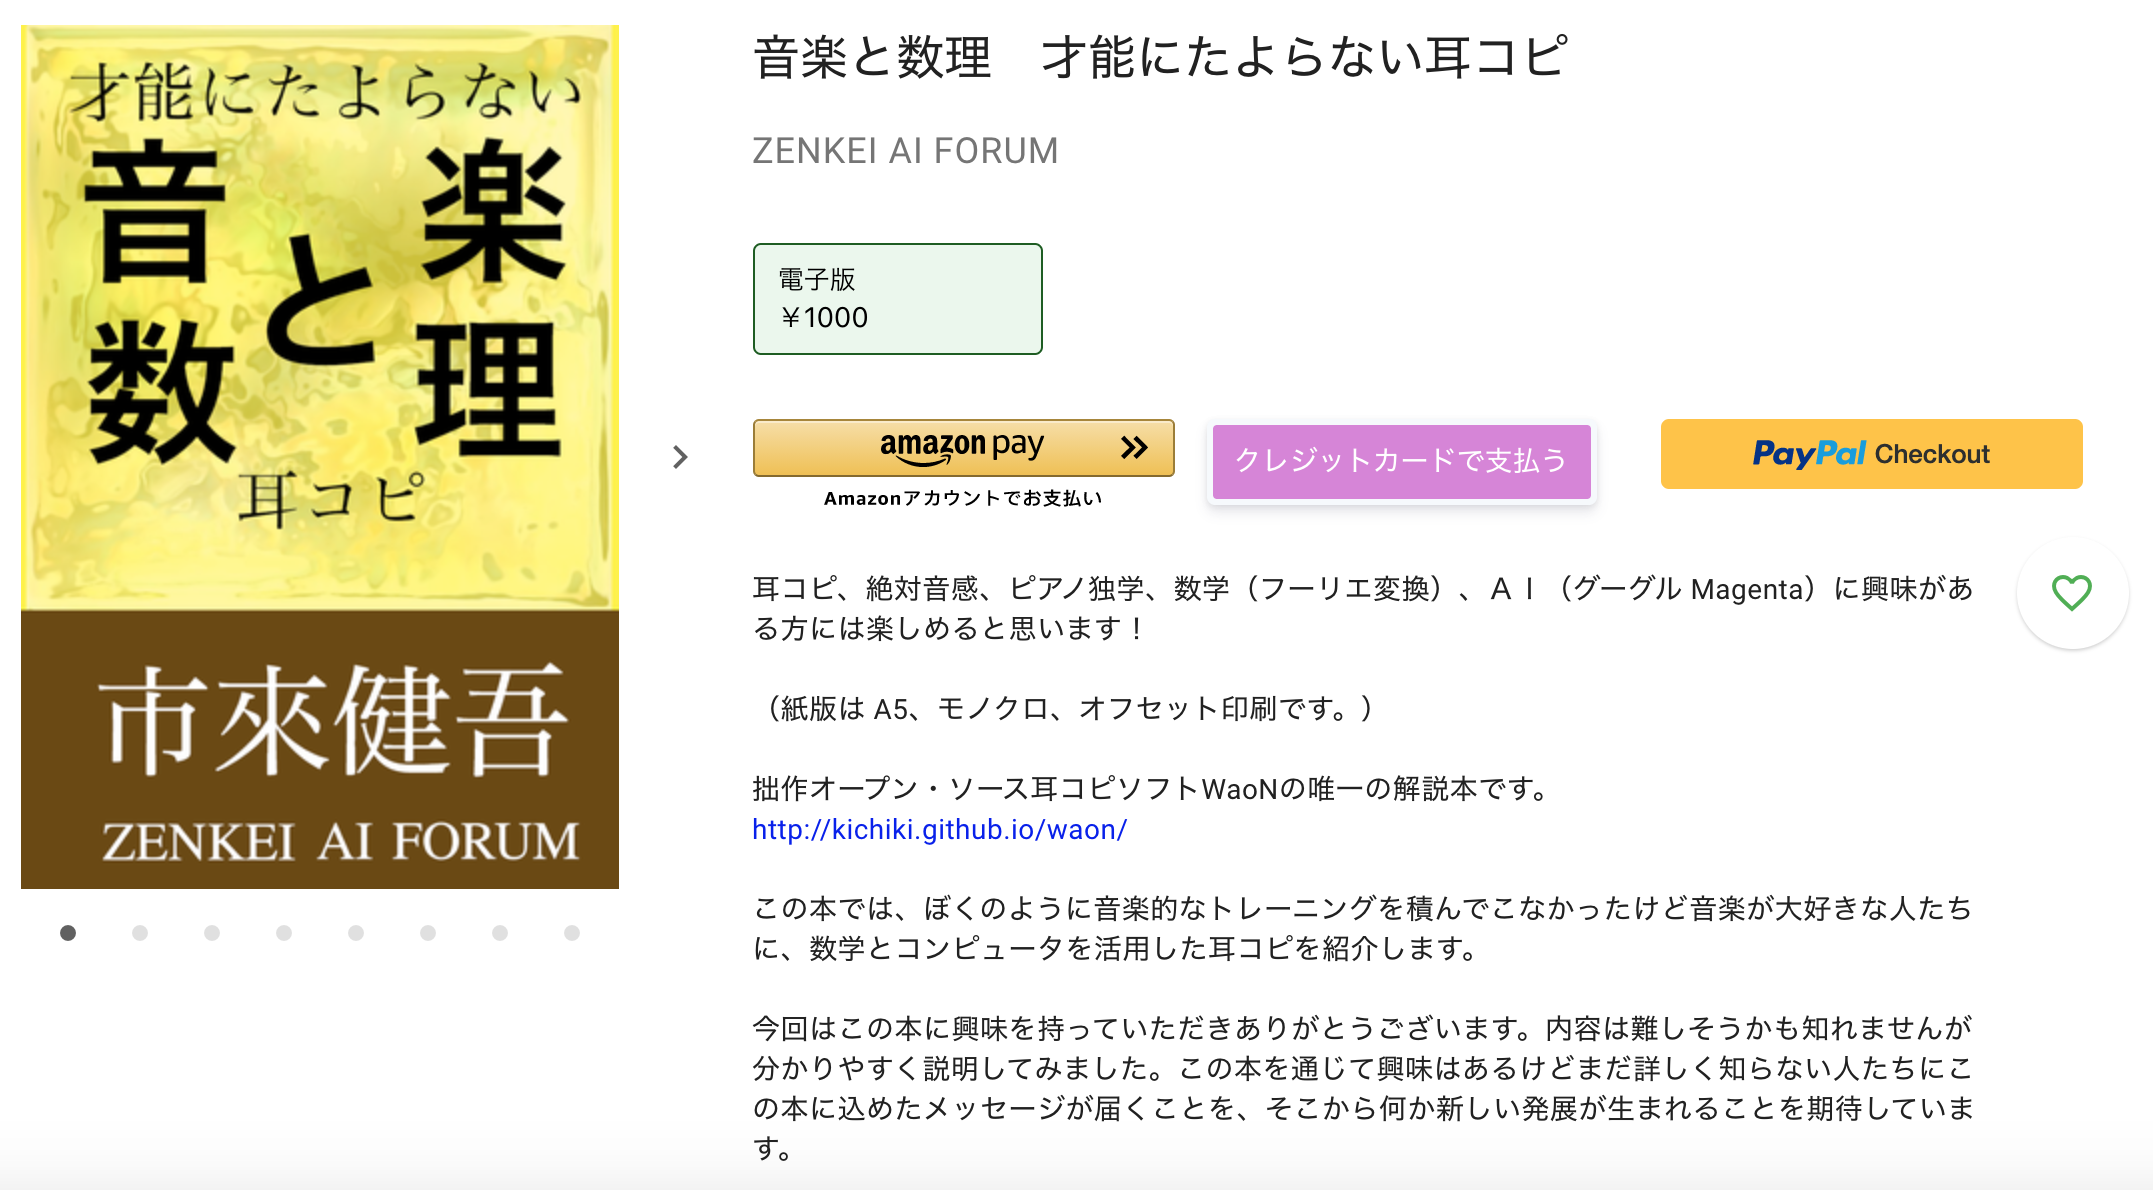 才能にたよらない
音楽
と
数理
耳コピ
市來健吾
ZENKEI AI FORUM
音楽と数理　才能にたよらない耳コピ
ZENKEI AI FORUM
電子版
￥1000
amazon pay
Amazonアカウントでお支払い
クレジットカードで支払う
PayPal Checkout
耳コピ、絶対音感、ピアノ独学、数学（フーリエ変換）、ＡＩ（グーグル Magenta）に興味があ
る方には楽しめると思います！
（紙版は A5、モノクロ、オフセット印刷です。）
拙作オープン・ソース耳コピソフトWaoNの唯一の解説本です。
http://kichiki.github.io/waon/
この本では、ぼくのように音楽的なトレーニングを積んでこなかったけど音楽が大好きな人たち
に、数学とコンピュータを活用した耳コピを紹介します。
今回はこの本に興味を持っていただきありがとうございます。内容は難しそうかも知れませんが
分かりやすく説明してみました。この本を通じて興味はあるけどまだ詳しく知らない人たちにこ
の本に込めたメッセージが届くことを、そこから何か新しい発展が生まれることを期待していま
す。